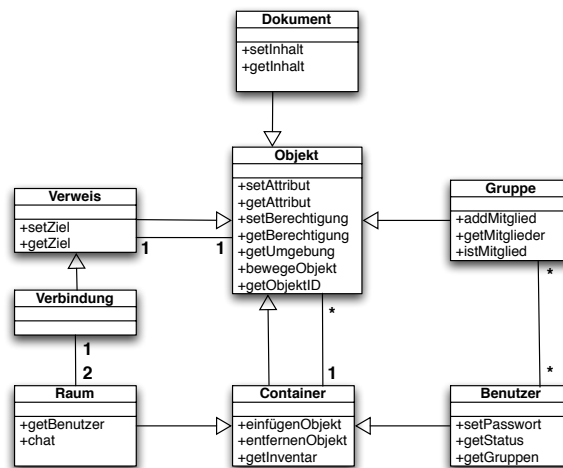 Dokument
+setInhalt
+getInhalt
Objekt
+setAttribut
+getAttribut
+setBerechtigung
+getBerechtigung
+getUmgebung
+bewegeObjekt
+getObjektID
Verweis
+setZiel
+getZiel
Gruppe
+addMitglied
+getMitglieder
+istMitglied
1
1
*
Verbindung
*
1
2
1
*
Raum
+getBenutzer
+chat
Container
+einfügenObjekt
+entfernenObjekt
+getInventar
Benutzer
+setPasswort
+getStatus
+getGruppen